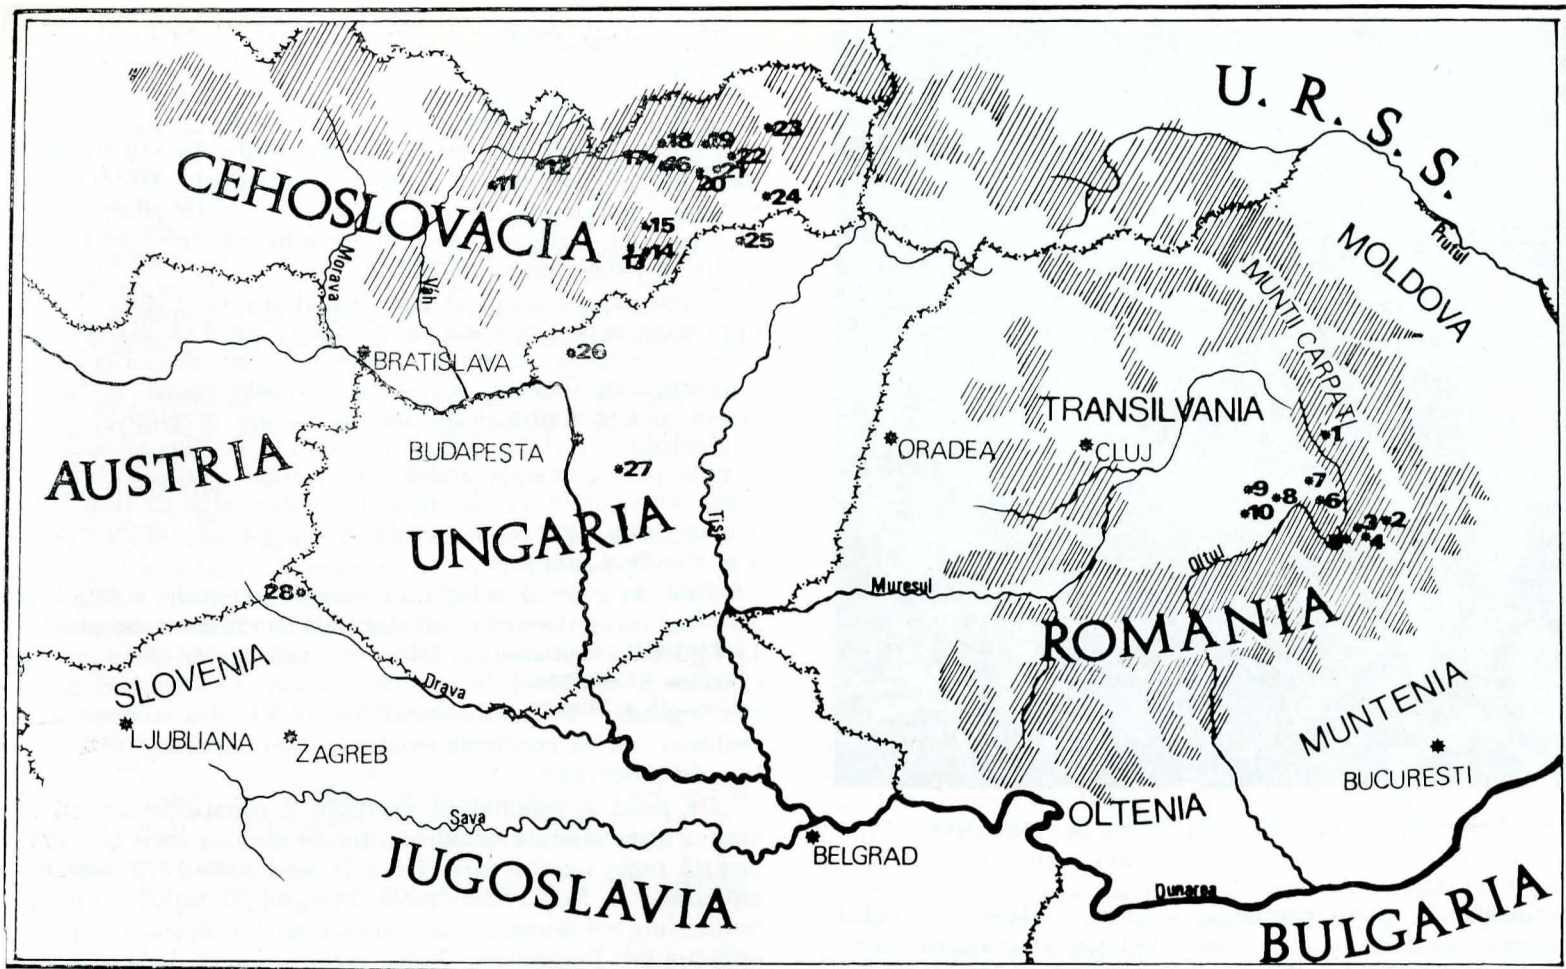 U. R. S. S.
CEHOSLOVACIA
MOLDOVA
Prutul
MUNTII CARPATI
Morava
Vah
23
18
19
17
16
22
21
20
12
11
24
15
25
13
14
BRATISLAVA
26
TRANSILVANIA
AUSTRIA
BUDAPESTA
ORADEA
CLUJ
1
27
7
9
8
6
10
3
2
4
UNGARIA
Tisa
Oltul
28
Muresul
ROMANIA
SLOVENIA
Drava
MUNTENIA
LJUBLIANA
ZAGREB
BUCURESTI
OLTENIA
Sava
BELGRAD
JUGOSLAVIA
Dunarea
BULGARIA